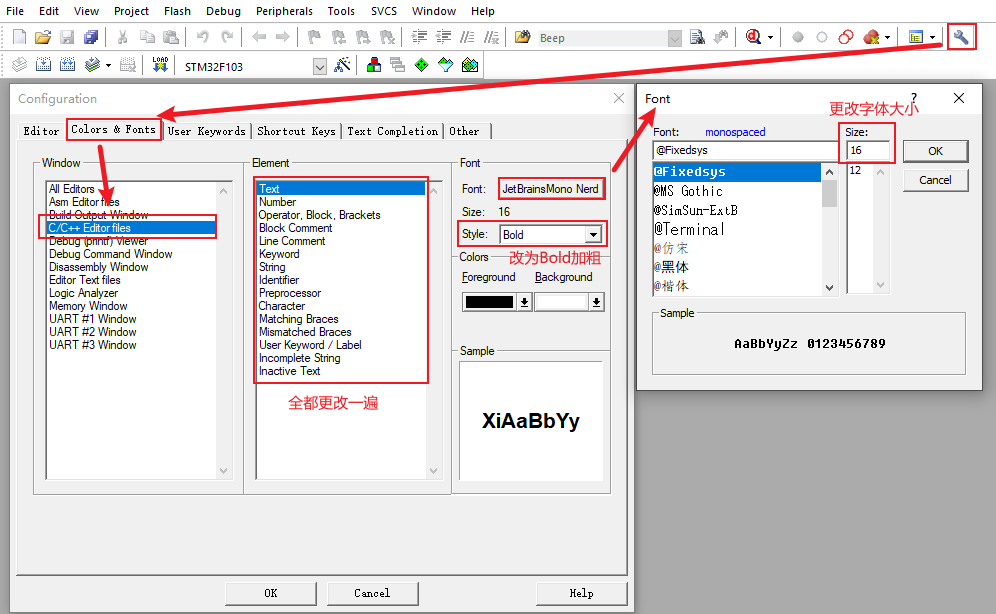 File Edit View Project Flash Debug Peripherals Tools SVCS Window Help
Beep
LOAD
STM32F103
Configuration
Editor Colors & Fonts User Keywords Shortcut Keys Text Completion Other
Window
All Editors
Asm Editor files
Build Output Window
C/C++ Editor files
Debug (printf) Viewer
Debug Command Window
Disassembly Window
Editor Text files
Logic Analyzer
Memory Window
UART #1 Window
UART #2 Window
UART #3 Window
Element
Text
Number
Operator, Block, Brackets
Block Comment
Line Comment
Keyword
String
Identifier
Preprocessor
Character
Matching Braces
Mismatched Braces
User Keyword / Label
Incomplete String
Inactive Text
全都更改一遍
Font
Font: JetBrainsMono Nerd
Size: 16
Style: Bold
改为Bold加粗
Colors
Foreground Background
Sample
XiAaBbYy
OK Cancel Help
Font
?
更改字体大小
Font: monospaced
Size:
@Fixedsys
16
OK
@Fixedsys
12
@MS Gothic
Cancel
@SimSun-ExtB
@Terminal
@仿宋
@黑体
@楷体
Sample
AaBbYyZz 0123456789